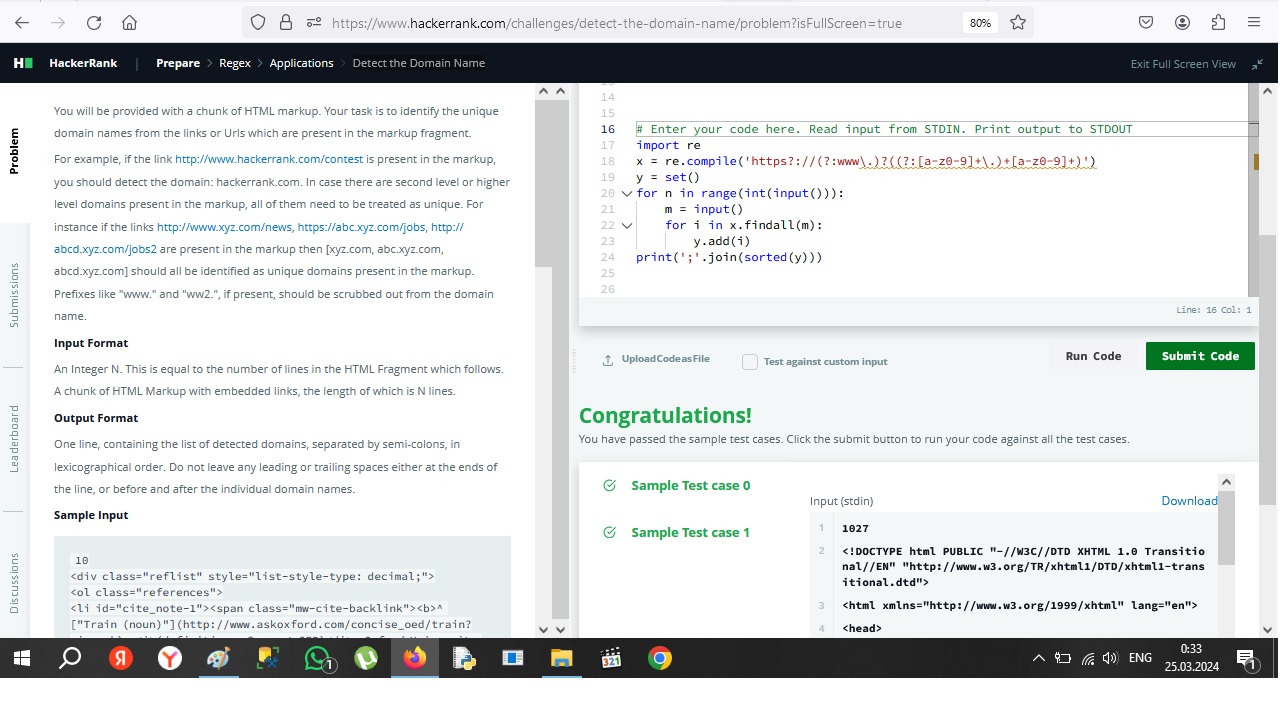 https://www.hackerrank.com/challenges/detect-the-domain-name/problem?isFullScreen=true
80%
HackerRank | Prepare > Regex > Applications > Detect the Domain Name
Exit Full Screen View
Problem
Submissions
Leaderboard
Discussions
You will be provided with a chunk of HTML markup. Your task is to identify the unique
domain names from the links or Urls which are present in the markup fragment.
For example, if the link http://www.hackerrank.com/contest is present in the markup,
you should detect the domain: hackerrank.com. In case there are second level or higher
level domains present in the markup, all of them need to be treated as unique. For
instance if the links http://www.xyz.com/news, https://abc.xyz.com/jobs, http://
abcd.xyz.com/jobs2 are present in the markup then [xyz.com, abc.xyz.com,
abcd.xyz.com] should all be identified as unique domains present in the markup.
Prefixes like "www." and "ww2.", if present, should be scrubbed out from the domain
name.
Input Format
An Integer N. This is equal to the number of lines in the HTML Fragment which follows.
A chunk of HTML Markup with embedded links, the length of which is N lines.
Output Format
One line, containing the list of detected domains, separated by semi-colons, in
lexicographical order. Do not leave any leading or trailing spaces either at the ends of
the line, or before and after the individual domain names.
Sample Input
10
<div class="reflist" style="list-style-type: decimal;">
<ol class="references">
<li id="cite_note-1"><span class="mw-cite-backlink"><b>^
["Train (noun)"](http://www.askoxford.com/concise_oed/train?
14
15
16 # Enter your code here. Read input from STDIN. Print output to STDOUT
17 import re
18 x = re.compile('https?://(?:www\.)?((?:[a-z0-9]+\.)+[a-z0-9]+)')
19 y = set()
20 for n in range(int(input())):
21 m = input()
22 for i in x.findall(m):
23 y.add(i)
24 print(';'.join(sorted(y)))
25
26
Line: 16 Col: 1
Upload Code as File
Test against custom input
Run Code
Submit Code
Congratulations!
You have passed the sample test cases. Click the submit button to run your code against all the test cases.
Sample Test case 0
Sample Test case 1
Input (stdin)
Download
1 1027
2 <!DOCTYPE html PUBLIC "-//W3C//DTD XHTML 1.0 Transitio
nal//EN" "http://www.w3.org/TR/xhtml1/DTD/xhtml1-trans
itional.dtd">
3 <html xmlns="http://www.w3.org/1999/xhtml" lang="en">
4 <head>
Я
Y
1
321
ENG
0:33
25.03.2024
1